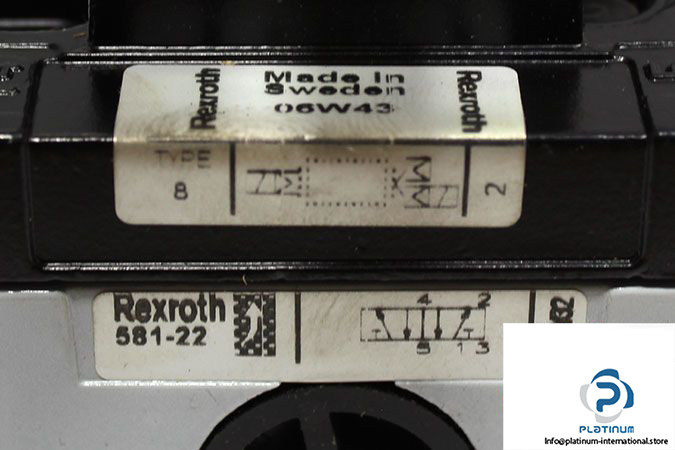 Rexroth
Made in
Sweden
06W43
Rexroth
8
2
Rexroth
581-22
4 2
5 1 3
PLATINUM
Info@platinum-international.store